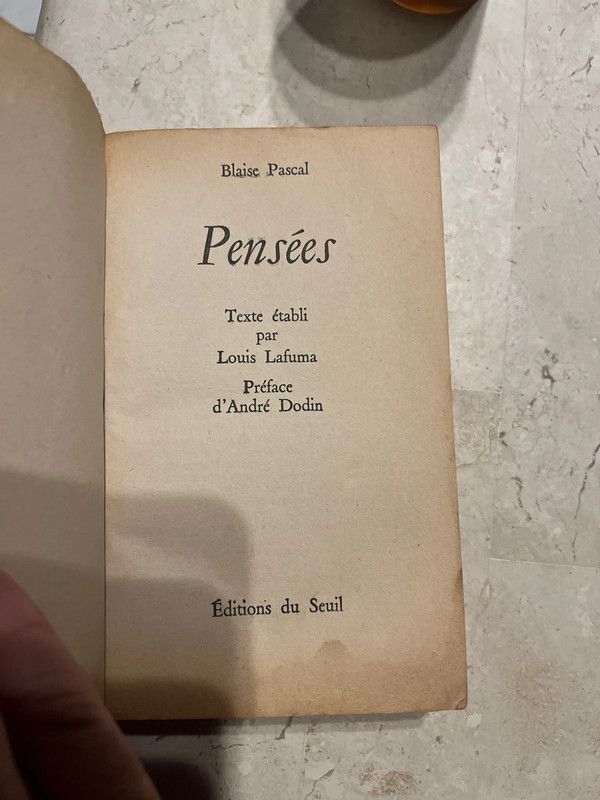 Blaise Pascal
Pensées
Texte établi
par
Louis Lafuma
Préface
d'André Dodin
Éditions du Seuil